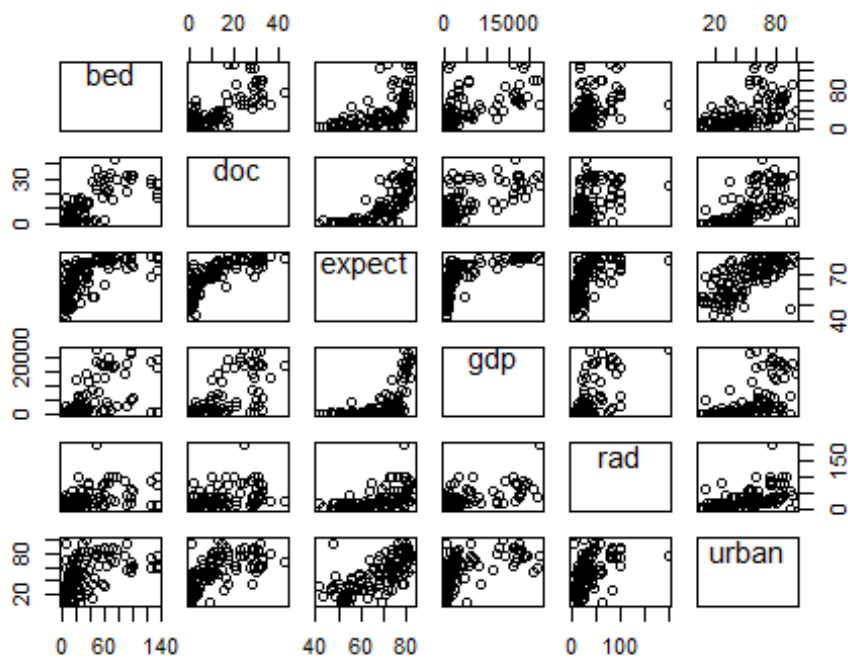 0 20 40 0 15000 20 80
bed 0 80
0 30 doc
expect 40 70
0 20000 gdp
rad 0 150
20 80 urban
0 60 140 40 60 80 0 100